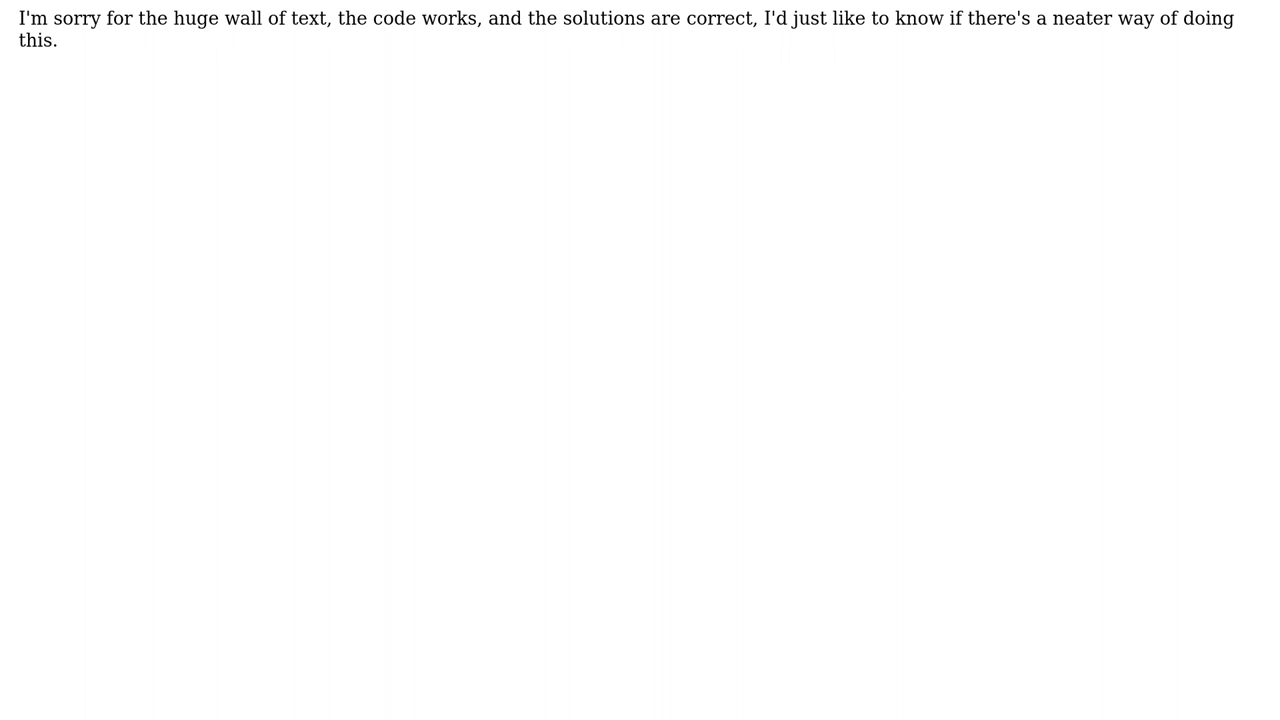 I'm sorry for the huge wall of text, the code works, and the solutions are correct, I'd just like to know if there's a neater way of doing
this.